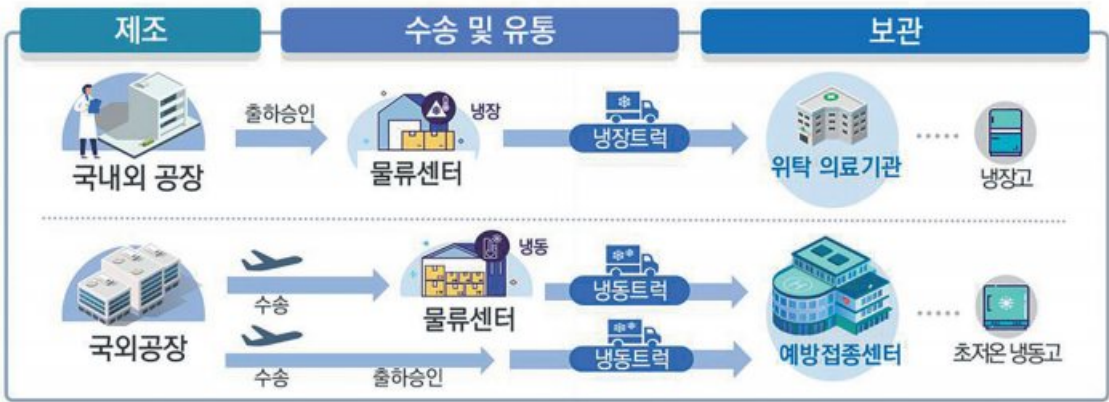 제조
수송 및 유통
보관
출하승인
냉장
냉장트럭
국내외 공장
물류센터
위탁 의료기관
냉장고
냉동
수송
냉동트럭
국외공장
물류센터
예방접종센터
초저온 냉동고
수송
출하승인
냉동트럭